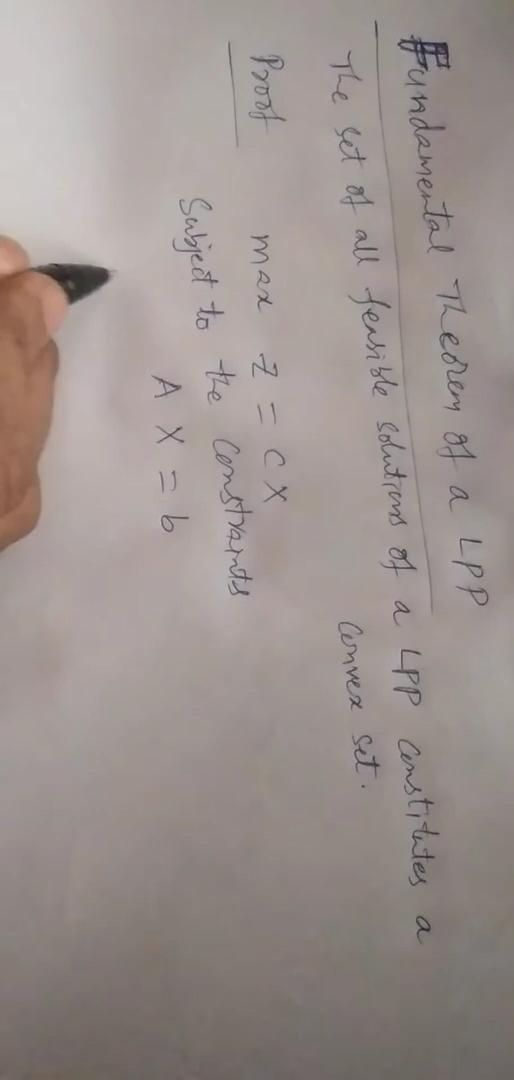 Fundamental Theorem of a LPP
The set of all feasible solutions of a LPP constitutes a
convex set.
Proof max Z = CX
Subject to the constraints
A X = b